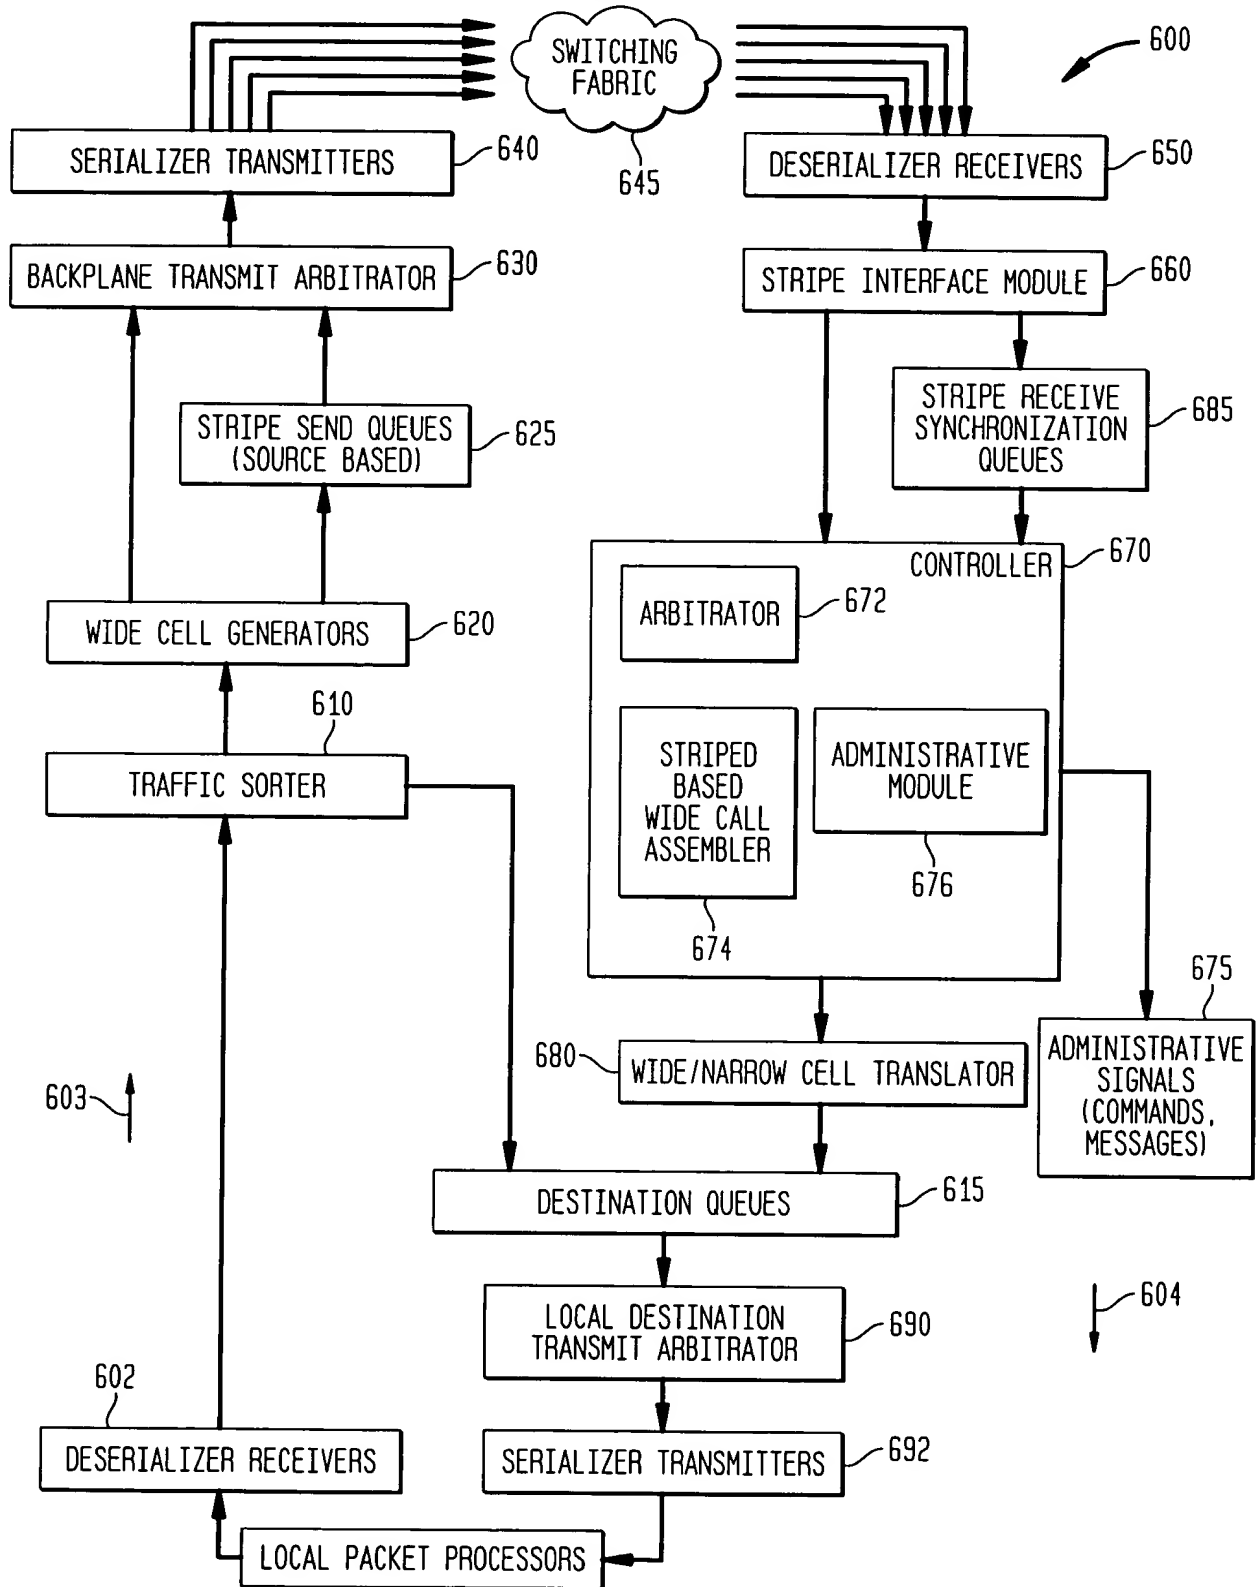 SWITCHING
FABRIC
645
600
SERIALIZER TRANSMITTERS
640
DESERIALIZER RECEIVERS
650
BACKPLANE TRANSMIT ARBITRATOR
630
STRIPE INTERFACE MODULE
660
STRIPE SEND QUEUES
(SOURCE BASED)
625
STRIPE RECEIVE
SYNCHRONIZATION
QUEUES
685
CONTROLLER
670
ARBITRATOR
672
WIDE CELL GENERATORS
620
610
TRAFFIC SORTER
STRIPED
BASED
WIDE CALL
ASSEMBLER
674
ADMINISTRATIVE
MODULE
676
675
ADMINISTRATIVE
SIGNALS
(COMMANDS,
MESSAGES)
680
WIDE/NARROW CELL TRANSLATOR
603
DESTINATION QUEUES
615
604
LOCAL DESTINATION
TRANSMIT ARBITRATOR
690
602
DESERIALIZER RECEIVERS
SERIALIZER TRANSMITTERS
692
LOCAL PACKET PROCESSORS